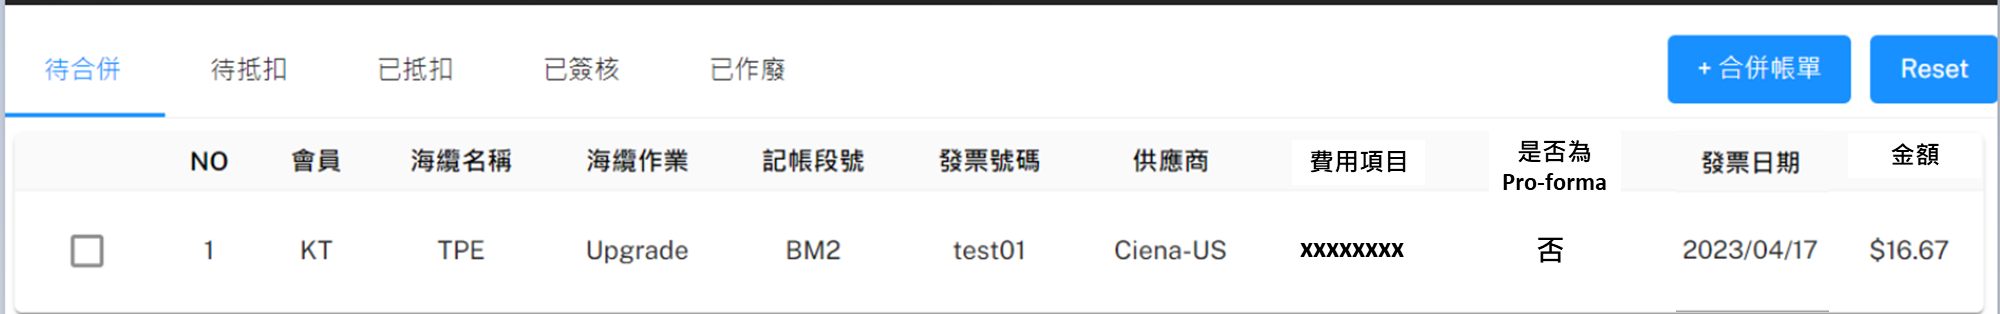 待合併 待抵扣 已抵扣 已簽核 已作廢 + 合併帳單 Reset
NO 會員 海纜名稱 海纜作業 記帳段號 發票號碼 供應商 費用項目 是否為 發票日期 金額
Pro-forma
1 KT TPE Upgrade BM2 test01 Ciena-US xxxxxxxx 否 2023/04/17 $16.67